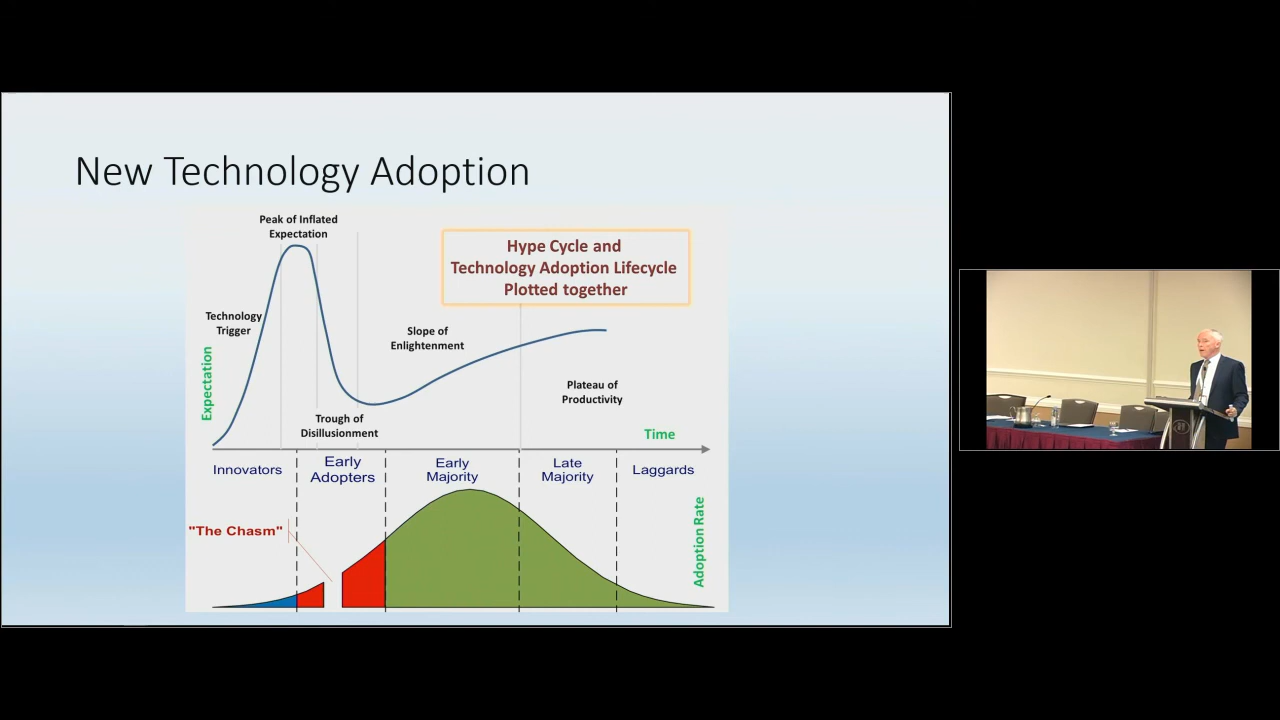 New Technology Adoption
Peak of Inflated
Expectation
Hype Cycle and
Technology Adoption Lifecycle
Plotted together
Technology
Trigger
Slope of
Enlightenment
Expectation
Plateau of
Productivity
Trough of
Disillusionment
Time
Innovators
Early
Adopters
Early
Majority
Late
Majority
Laggards
"The Chasm"
Adoption Rate